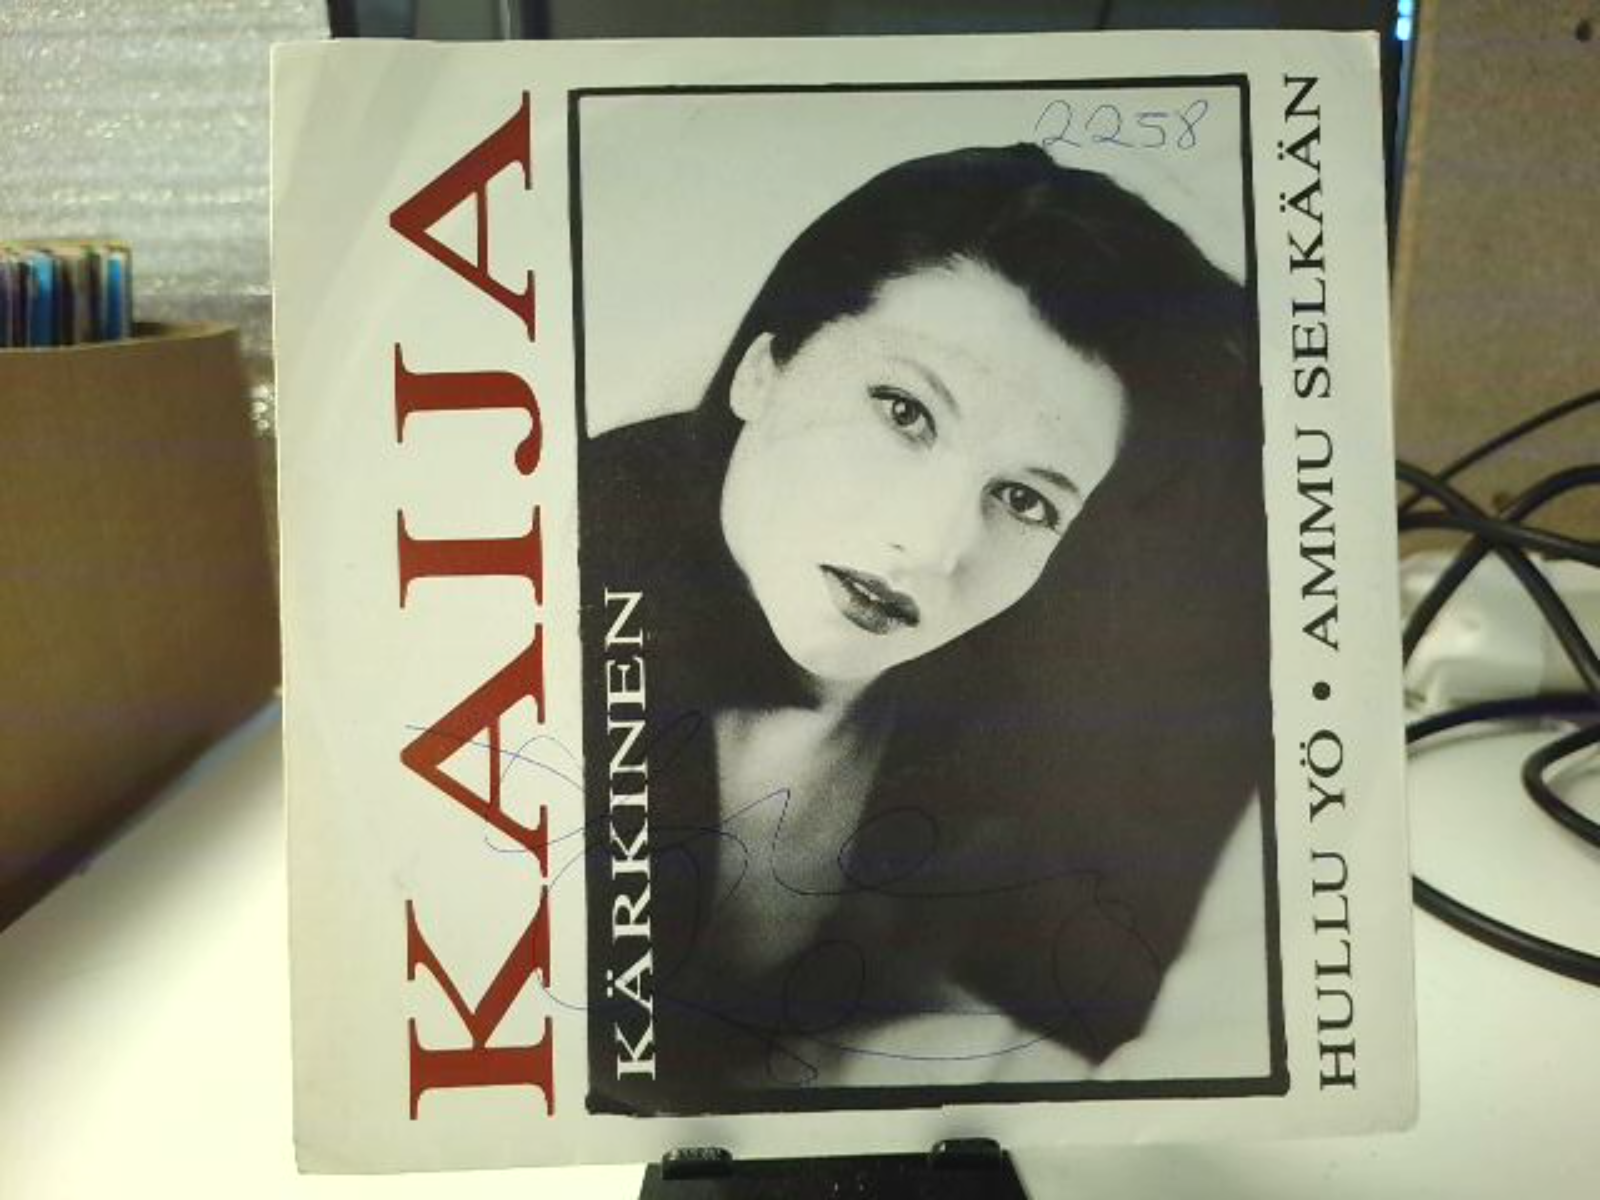 KAIJA
KÄRKINEN
2258
HULLU YÖ • AMMU SELKÄÄN